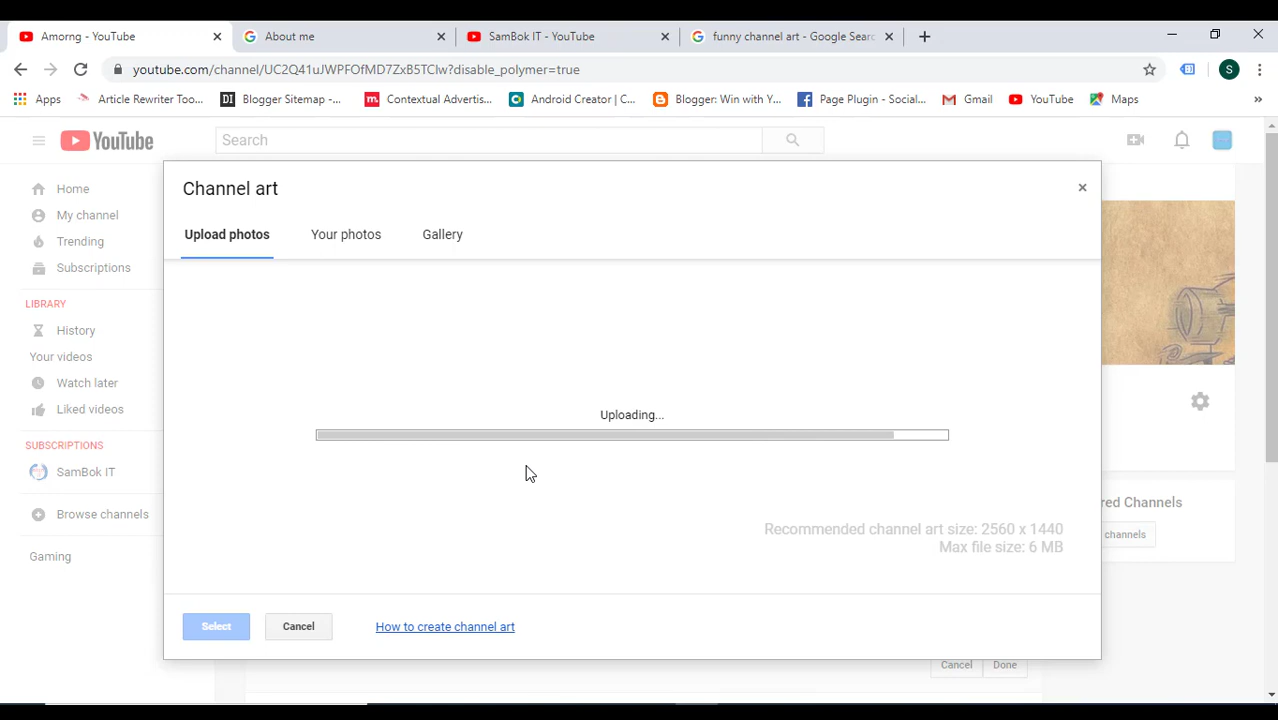 Amorng - YouTube
About me
SamBok IT - YouTube
funny channel art - Google Searc
S
youtube.com/channel/UC2Q41uJWPFOfMD7ZxB5TClw?disable_polymer=true
Apps
Article Rewriter Too...
DI
Blogger Sitemap -...
m
Contextual Advertis...
Android Creator | C...
Blogger: Win with Y...
Page Plugin - Social...
Gmail
YouTube
Maps
»
YouTube
Search
Home
My channel
Trending
Subscriptions
LIBRARY
History
Your videos
Watch later
Liked videos
SUBSCRIPTIONS
SamBok IT
Browse channels
Gaming
Channel art
Upload photos
Your photos
Gallery
Uploading...
Recommended channel art size: 2560 x 1440
Max file size: 6 MB
Select
Cancel
How to create channel art
red Channels
channels
Cancel
Done